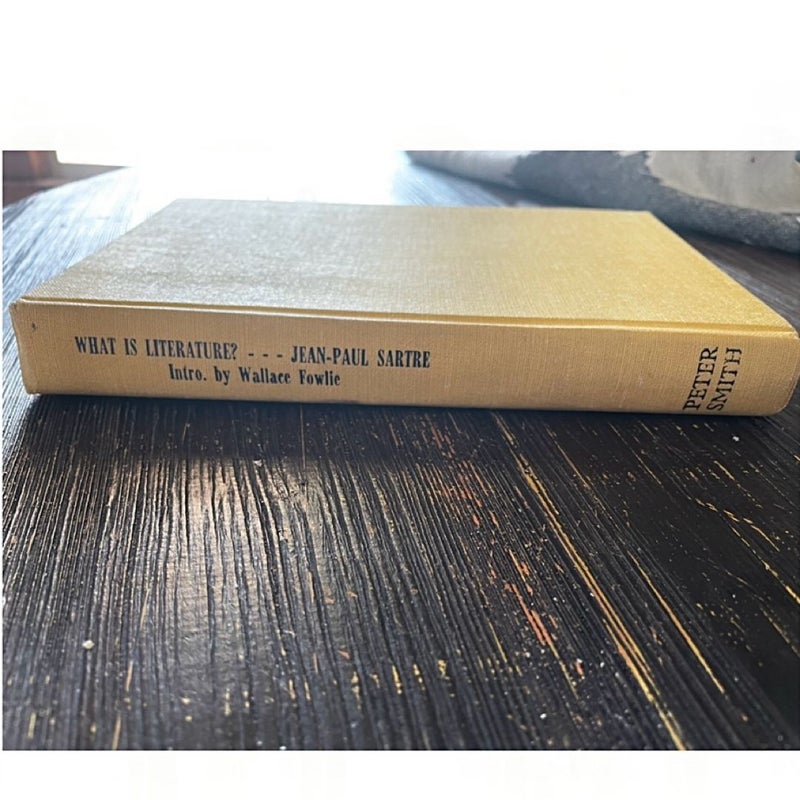 WHAT IS LITERATURE? - - - JEAN-PAUL SARTRE
Intro. by Wallace Fowlie
PETER
SMITH